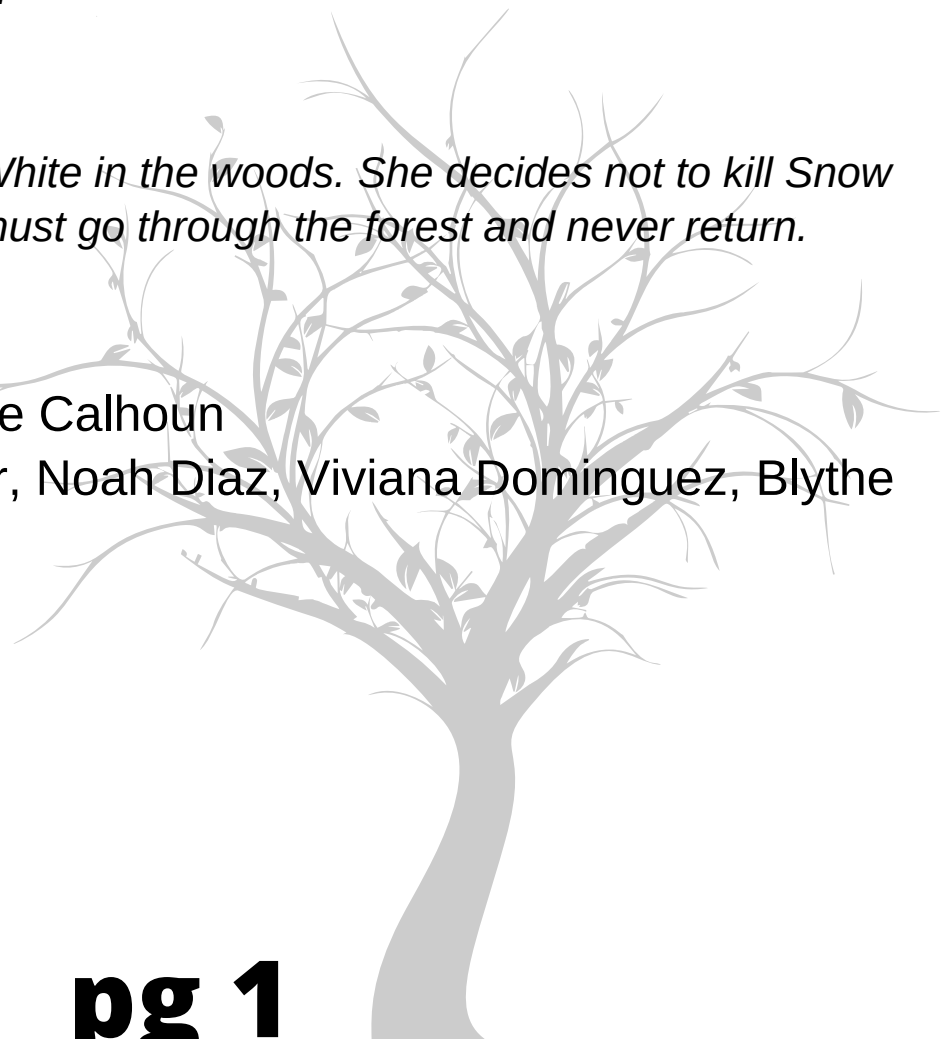 White in the woods. She decides not to kill Snow
must go through the forest and never return.
e Calhoun
r, Noah Diaz, Viviana Dominguez, Blythe
pg 1